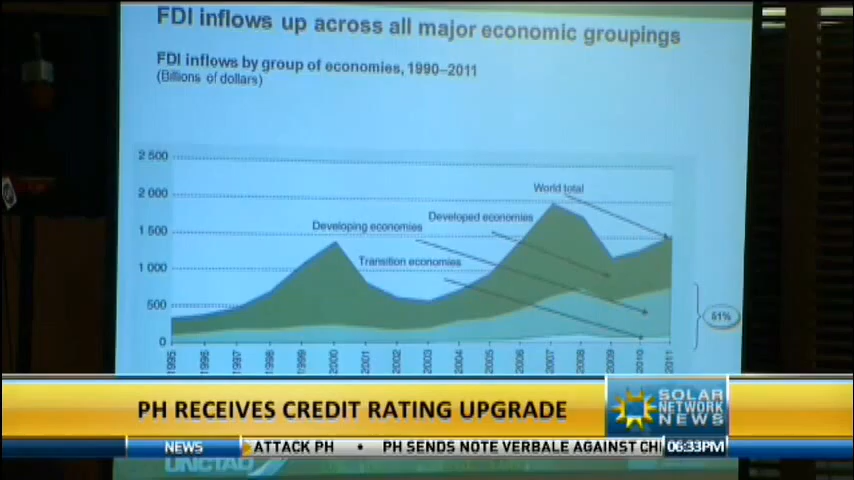 FDI inflows up across all major economic groupings
FDI inflows by group of economies, 1990–2011
(Billions of dollars)
2 500
2 000
1 500
1 000
500
0
World total
Developed economies
Developing economies
Transition economies
51%
1995
1996
1997
1998
1999
2000
2001
2002
2003
2004
2005
2006
2007
2008
2009
2010
2011
PH RECEIVES CREDIT RATING UPGRADE
SOLAR
NETWORK
NEWS
NEWS
ATTACK PH • PH SENDS NOTE VERBALE AGAINST CHI
06:33PM
UNCTAD